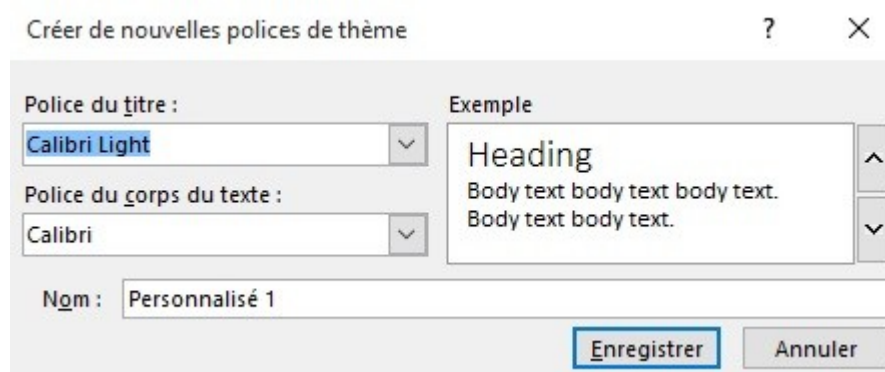 Créer de nouvelles polices de thème ?
Police du titre :
Calibri Light
Police du corps du texte :
Calibri
Exemple
Heading
Body text body text body text.
Body text body text.
Nom : Personnalisé 1
Enregistrer Annuler